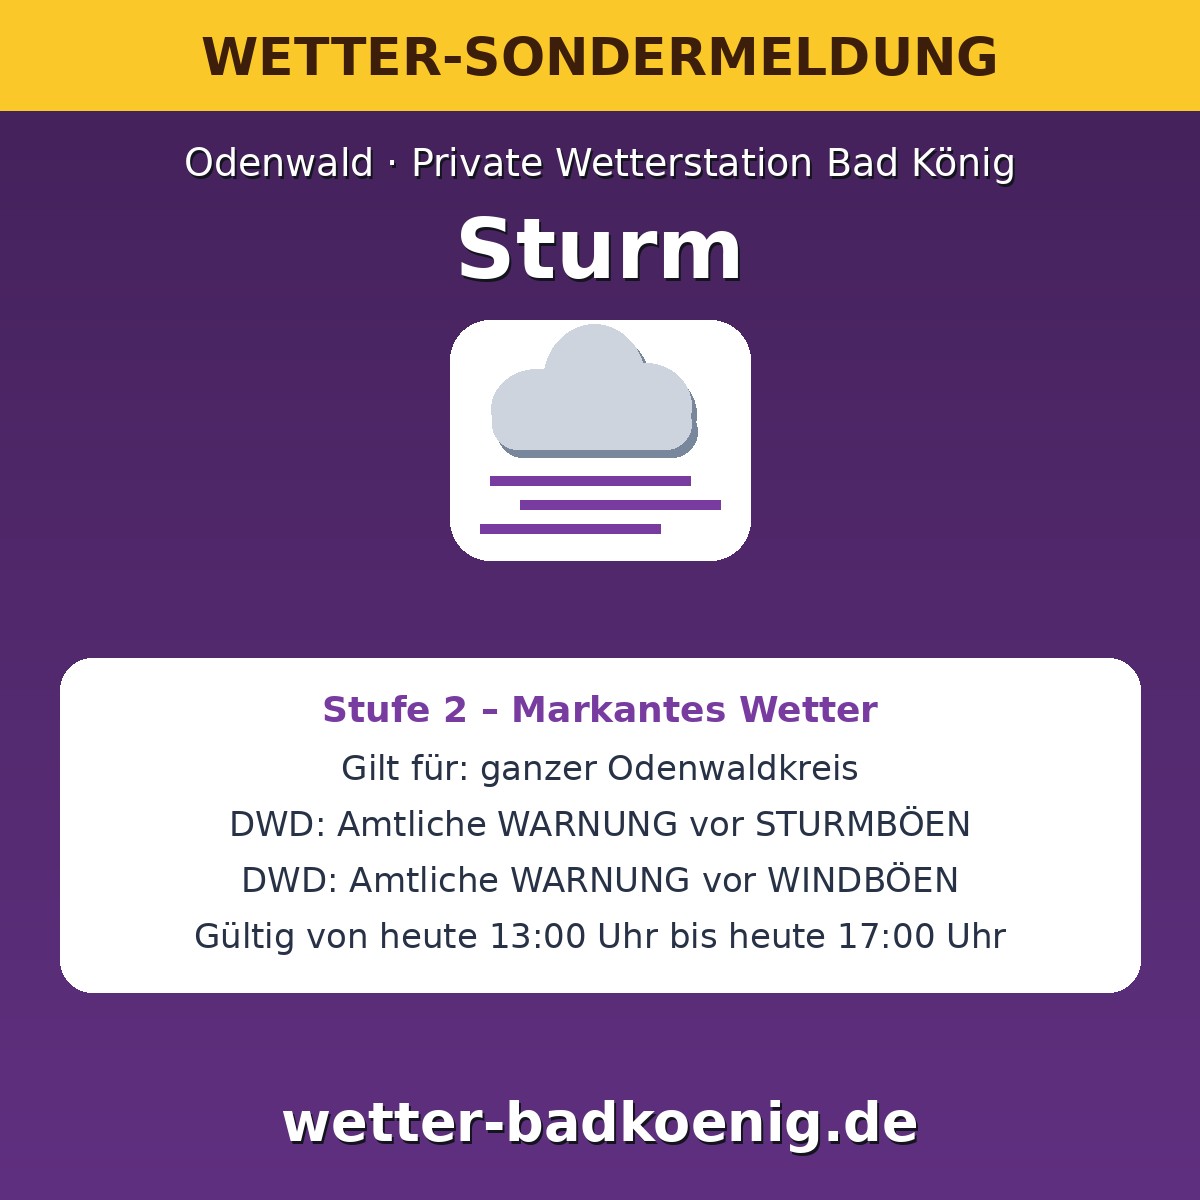 WETTER-SONDERMELDUNG
Odenwald · Private Wetterstation Bad König
Sturm
Stufe 2 – Markantes Wetter
Gilt für: ganzer Odenwaldkreis
DWD: Amtliche WARNUNG vor STURMBÖEN
DWD: Amtliche WARNUNG vor WINDBÖEN
Gültig von heute 13:00 Uhr bis heute 17:00 Uhr
wetter-badkoenig.de